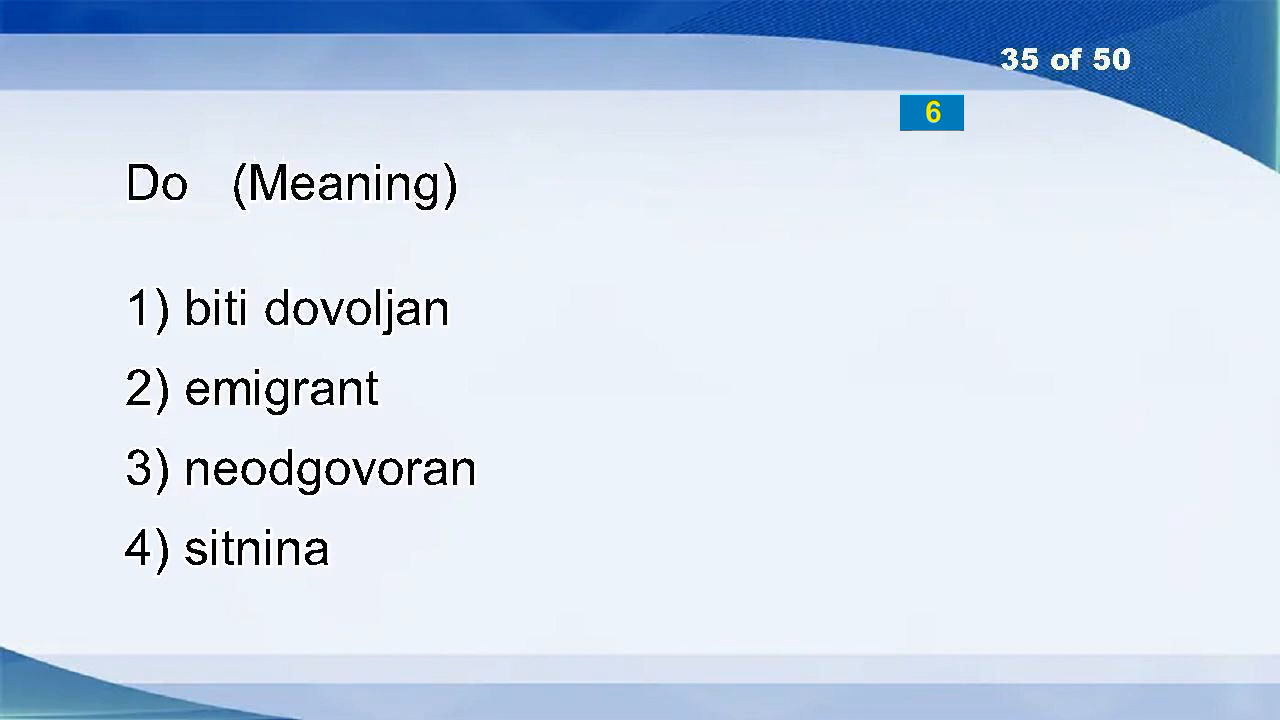 35 of 50
6
Do (Meaning)
1) biti dovoljan
2) emigrant
3) neodgovoran
4) sitnina